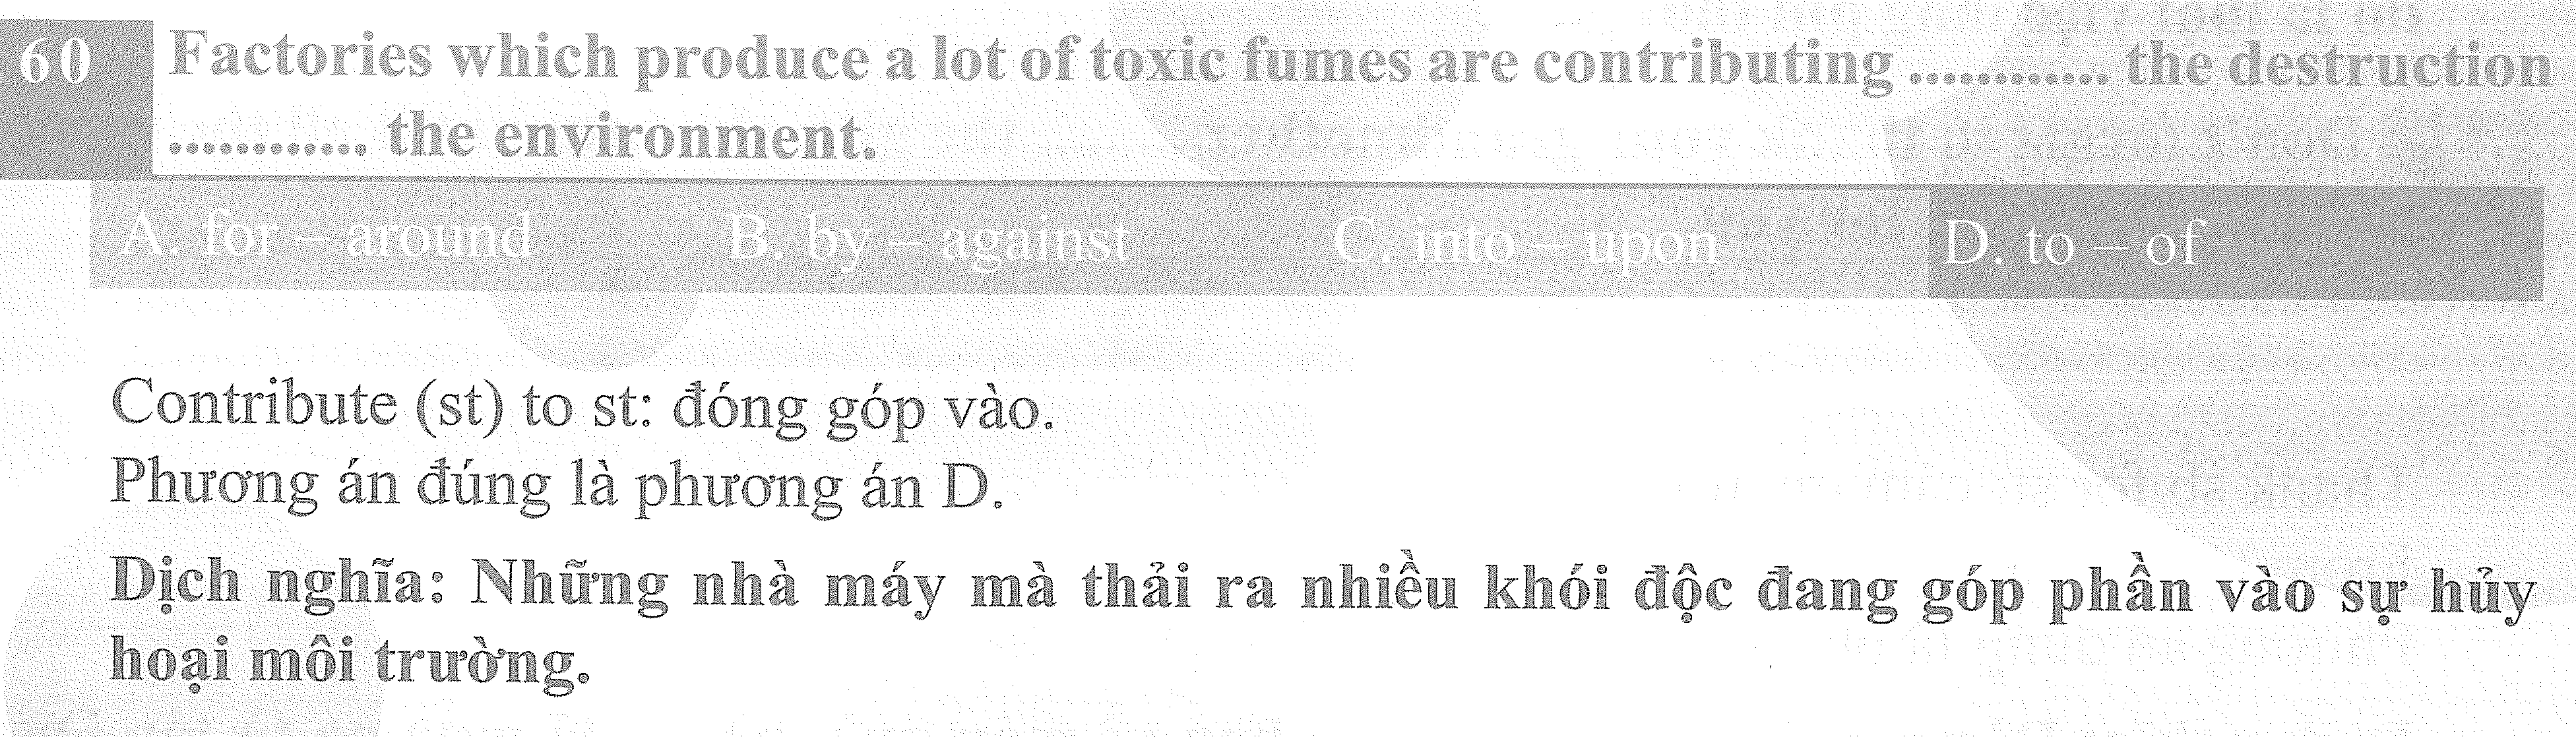 60 Factories which produce a lot of toxic fumes are contributing ............ the destruction
............ the environment.
A. for – around B. by – against C. into – upon D. to – of
Contribute (st) to st: đóng góp vào.
Phương án đúng là phương án D.
Dịch nghĩa: Những nhà máy mà thải ra nhiều khói độc đang góp phần vào sự hủy
hoại môi trường.